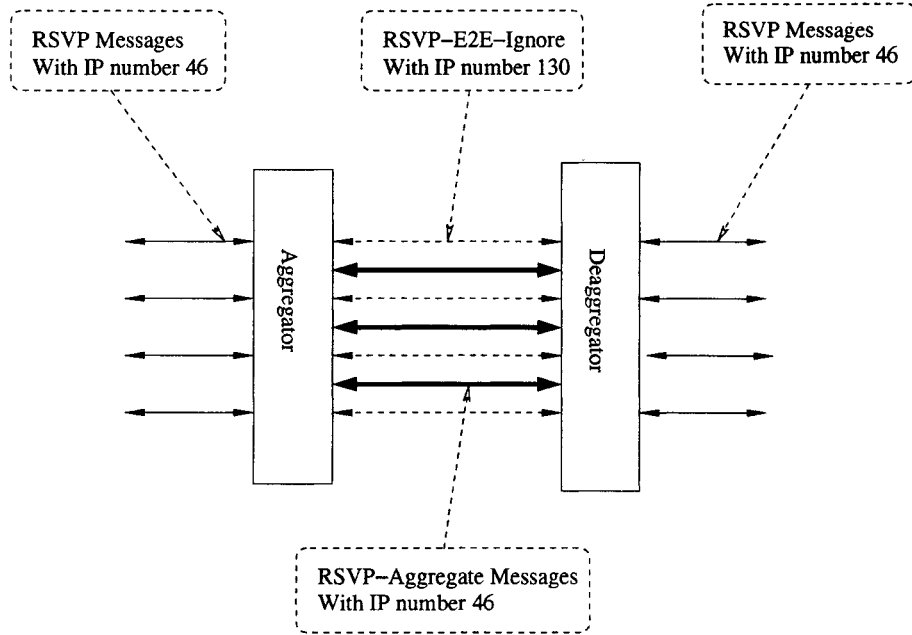 RSVP Messages
With IP number 46
RSVP−E2E−Ignore
With IP number 130
RSVP Messages
With IP number 46
Aggregator
Deaggregator
RSVP−Aggregate Messages
With IP number 46